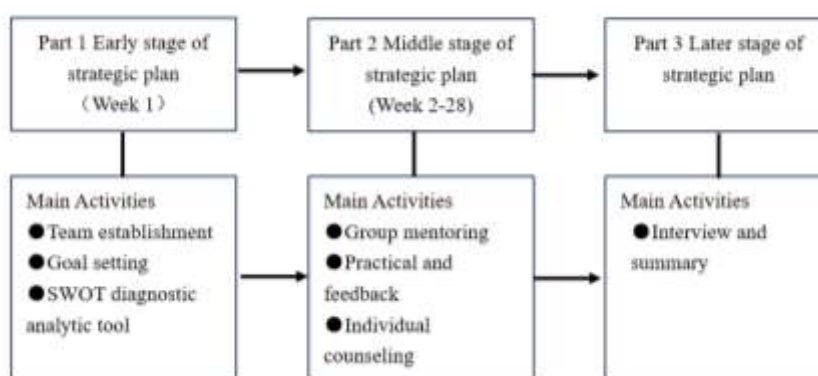 Part 1 Early stage of
strategic plan
（Week 1）
Part 2 Middle stage of
strategic plan
(Week 2-28)
Part 3 Later stage of
strategic plan
Main Activities
●Team establishment
●Goal setting
●SWOT diagnostic
analytic tool
Main Activities
●Group mentoring
●Practical and
feedback
●Individual
counseling
Main Activities
●Interview and
summary